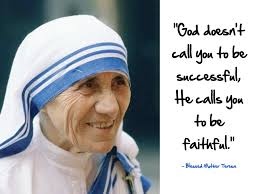 "God doesn't
call you to be
successful,
He calls you
to be
faithful."
- Blessed Mother Teresa